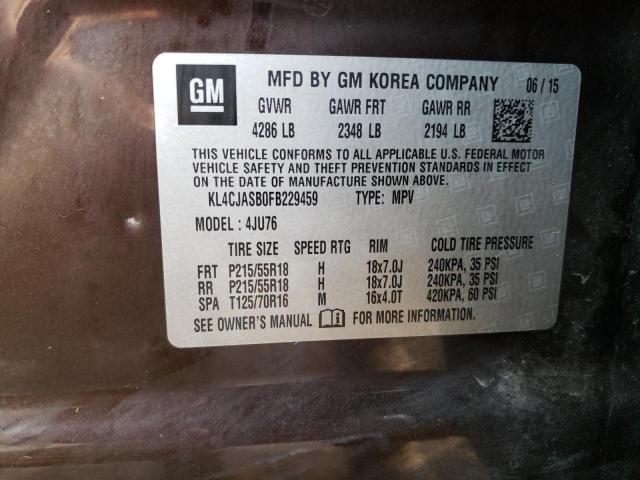 GM MFD BY GM KOREA COMPANY 06 / 15
GVWR GAWR FRT GAWR RR
4286 LB 2348 LB 2194 LB
THIS VEHICLE CONFORMS TO ALL APPLICABLE U.S. FEDERAL MOTOR
VEHICLE SAFETY AND THEFT PREVENTION STANDARDS IN EFFECT
ON THE DATE OF MANUFACTURE SHOWN ABOVE.
KL4CJASB0FB229459 TYPE: MPV
MODEL : 4JU76
TIRE SIZE SPEED RTG RIM COLD TIRE PRESSURE
FRT P215/55R18 H 18x7.0J 240KPA, 35 PSI
RR P215/55R18 H 18x7.0J 240KPA, 35 PSI
SPA T125/70R16 M 16x4.0T 420KPA, 60 PSI
SEE OWNER'S MANUAL FOR MORE INFORMATION.